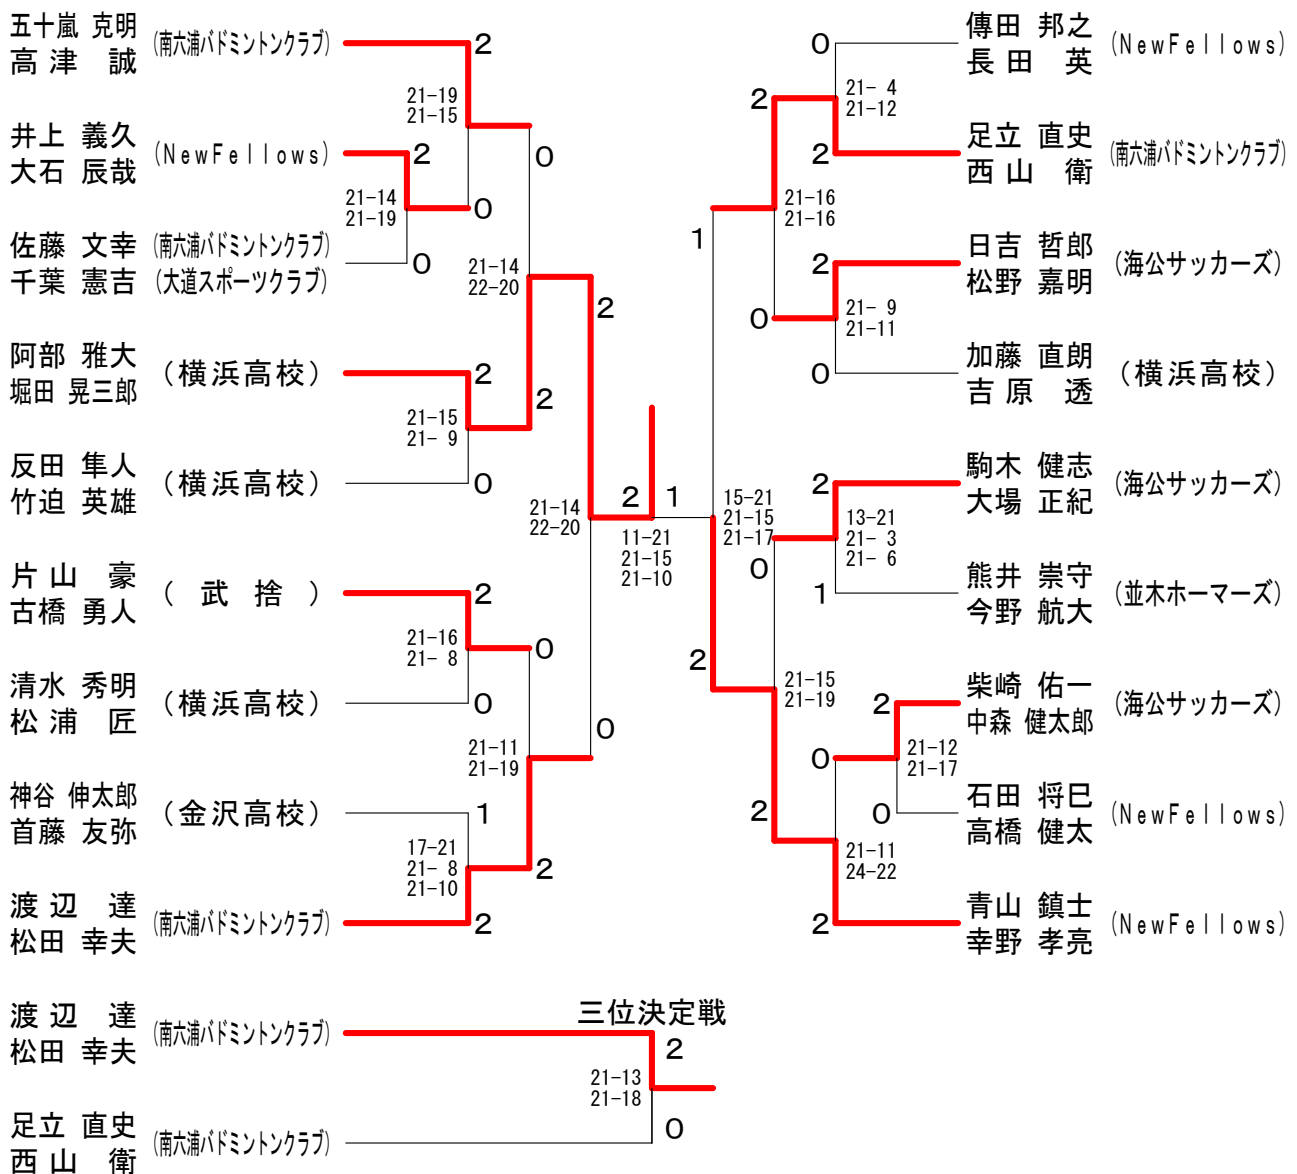 五十嵐 克明
高津 誠
(南六浦バドミントンクラブ)
2
21-19
21-15
0
井上 義久
大石 辰哉
(NewFellows)
2
0
21-14
21-19
佐藤 文幸
千葉 憲吉
(南六浦バドミントンクラブ)
(大道スポーツクラブ)
0
21-14
22-20
2
阿部 雅大
堀田 晃三郎
(横浜高校)
2
2
21-15
21- 9
反田 隼人
竹迫 英雄
(横浜高校)
0
21-14
22-20
片山 豪
古橋 勇人
(武捨)
2
0
21-16
21- 8
清水 秀明
松浦 匠
(横浜高校)
0
0
21-11
21-19
神谷 伸太郎
首藤 友弥
(金沢高校)
1
17-21
21- 8
21-10
2
渡辺 達
松田 幸夫
(南六浦バドミントンクラブ)
2
2
1
11-21
21-15
21-10
0
傳田 邦之
長田 英
(NewFellows)
2
21- 4
21-12
2
足立 直史
西山 衛
(南六浦バドミントンクラブ)
1
21-16
21-16
2
日吉 哲郎
松野 嘉明
(海公サッカーズ)
0
21- 9
21-11
0
加藤 直朗
吉原 透
(横浜高校)
15-21
21-15
21-17
2
駒木 健志
大場 正紀
(海公サッカーズ)
0
13-21
21- 3
21- 6
1
熊井 崇守
今野 航大
(並木ホーマーズ)
2
21-15
21-19
2
柴崎 佑一
中森 健太郎
(海公サッカーズ)
0
21-12
21-17
0
石田 将巳
高橋 健太
(NewFellows)
2
21-11
24-22
2
青山 鎮士
幸野 孝亮
(NewFellows)
三位決定戦
渡辺 達
松田 幸夫
(南六浦バドミントンクラブ)
2
21-13
21-18
足立 直史
西山 衛
(南六浦バドミントンクラブ)
0